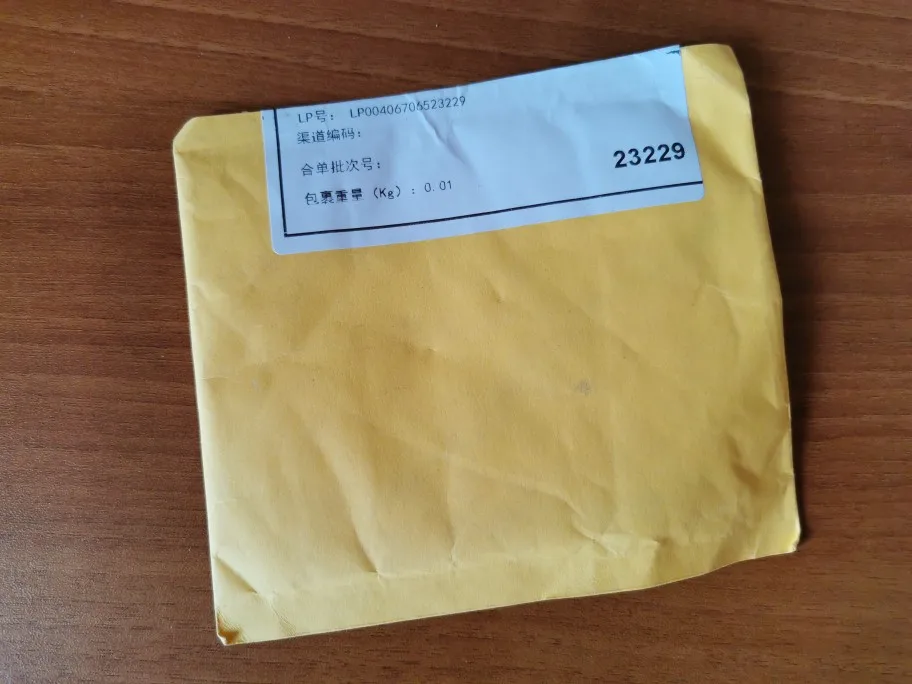 LP号： LP00406706523229
渠道编码：
合单批次号：
23229
包裹重量（Kg）：0.01